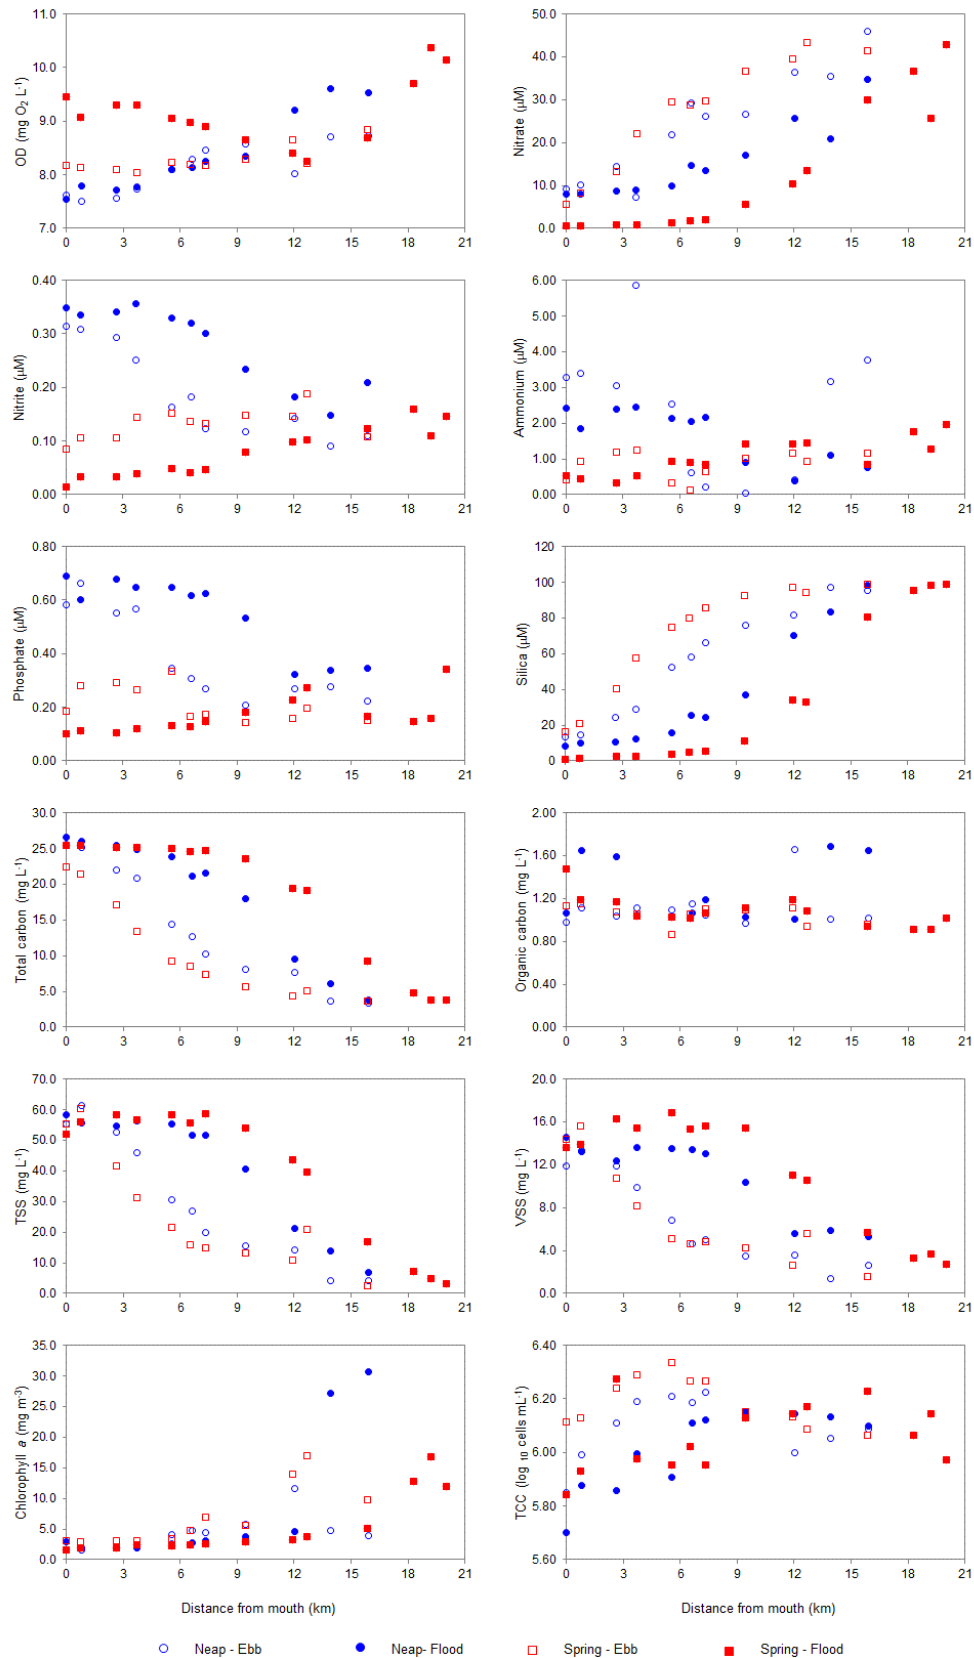 OD (mg O2 L-1)
11.0
10.0
9.0
8.0
7.0
0 3 6 9 12 15 18 21
Nitrate (µM)
50.0
40.0
30.0
20.0
10.0
0.0
0 3 6 9 12 15 18 21
Nitrite (µM)
0.40
0.30
0.20
0.10
0.00
0 3 6 9 12 15 18 21
Ammonium (µM)
6.00
5.00
4.00
3.00
2.00
1.00
0.00
0 3 6 9 12 15 18 21
Phosphate (µM)
0.80
0.60
0.40
0.20
0.00
0 3 6 9 12 15 18 21
Silica (µM)
120
100
80
60
40
20
0
0 3 6 9 12 15 18 21
Total carbon (mg L-1)
30.0
25.0
20.0
15.0
10.0
5.0
0.0
0 3 6 9 12 15 18 21
Organic carbon (mg L-1)
2.00
1.60
1.20
0.80
0.40
0.00
0 3 6 9 12 15 18 21
TSS (mg L-1)
70.0
60.0
50.0
40.0
30.0
20.0
10.0
0.0
0 3 6 9 12 15 18 21
VSS (mg L-1)
20.0
16.0
12.0
8.0
4.0
0.0
0 3 6 9 12 15 18 21
Chlorophyll a (mg m-3)
35.0
30.0
25.0
20.0
15.0
10.0
5.0
0.0
0 3 6 9 12 15 18 21
Distance from mouth (km)
TCC (log 10 cells mL-1)
6.40
6.20
6.00
5.80
5.60
0 3 6 9 12 15 18 21
Distance from mouth (km)
Neap - Ebb Neap- Flood Spring - Ebb Spring - Flood